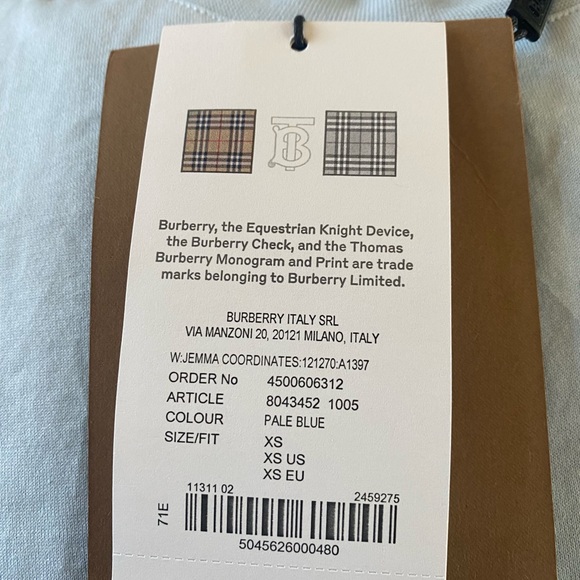 Burberry, the Equestrian Knight Device,
the Burberry Check, and the Thomas
Burberry Monogram and Print are trade
marks belonging to Burberry Limited.
BURBERRY ITALY SRL
VIA MANZONI 20, 20121 MILANO, ITALY
W:JEMMA COORDINATES:121270:A1397
ORDER No 4500606312
ARTICLE 8043452 1005
COLOUR PALE BLUE
SIZE/FIT XS
XS US
XS EU
11311 02 2459275
71E
5045626000480